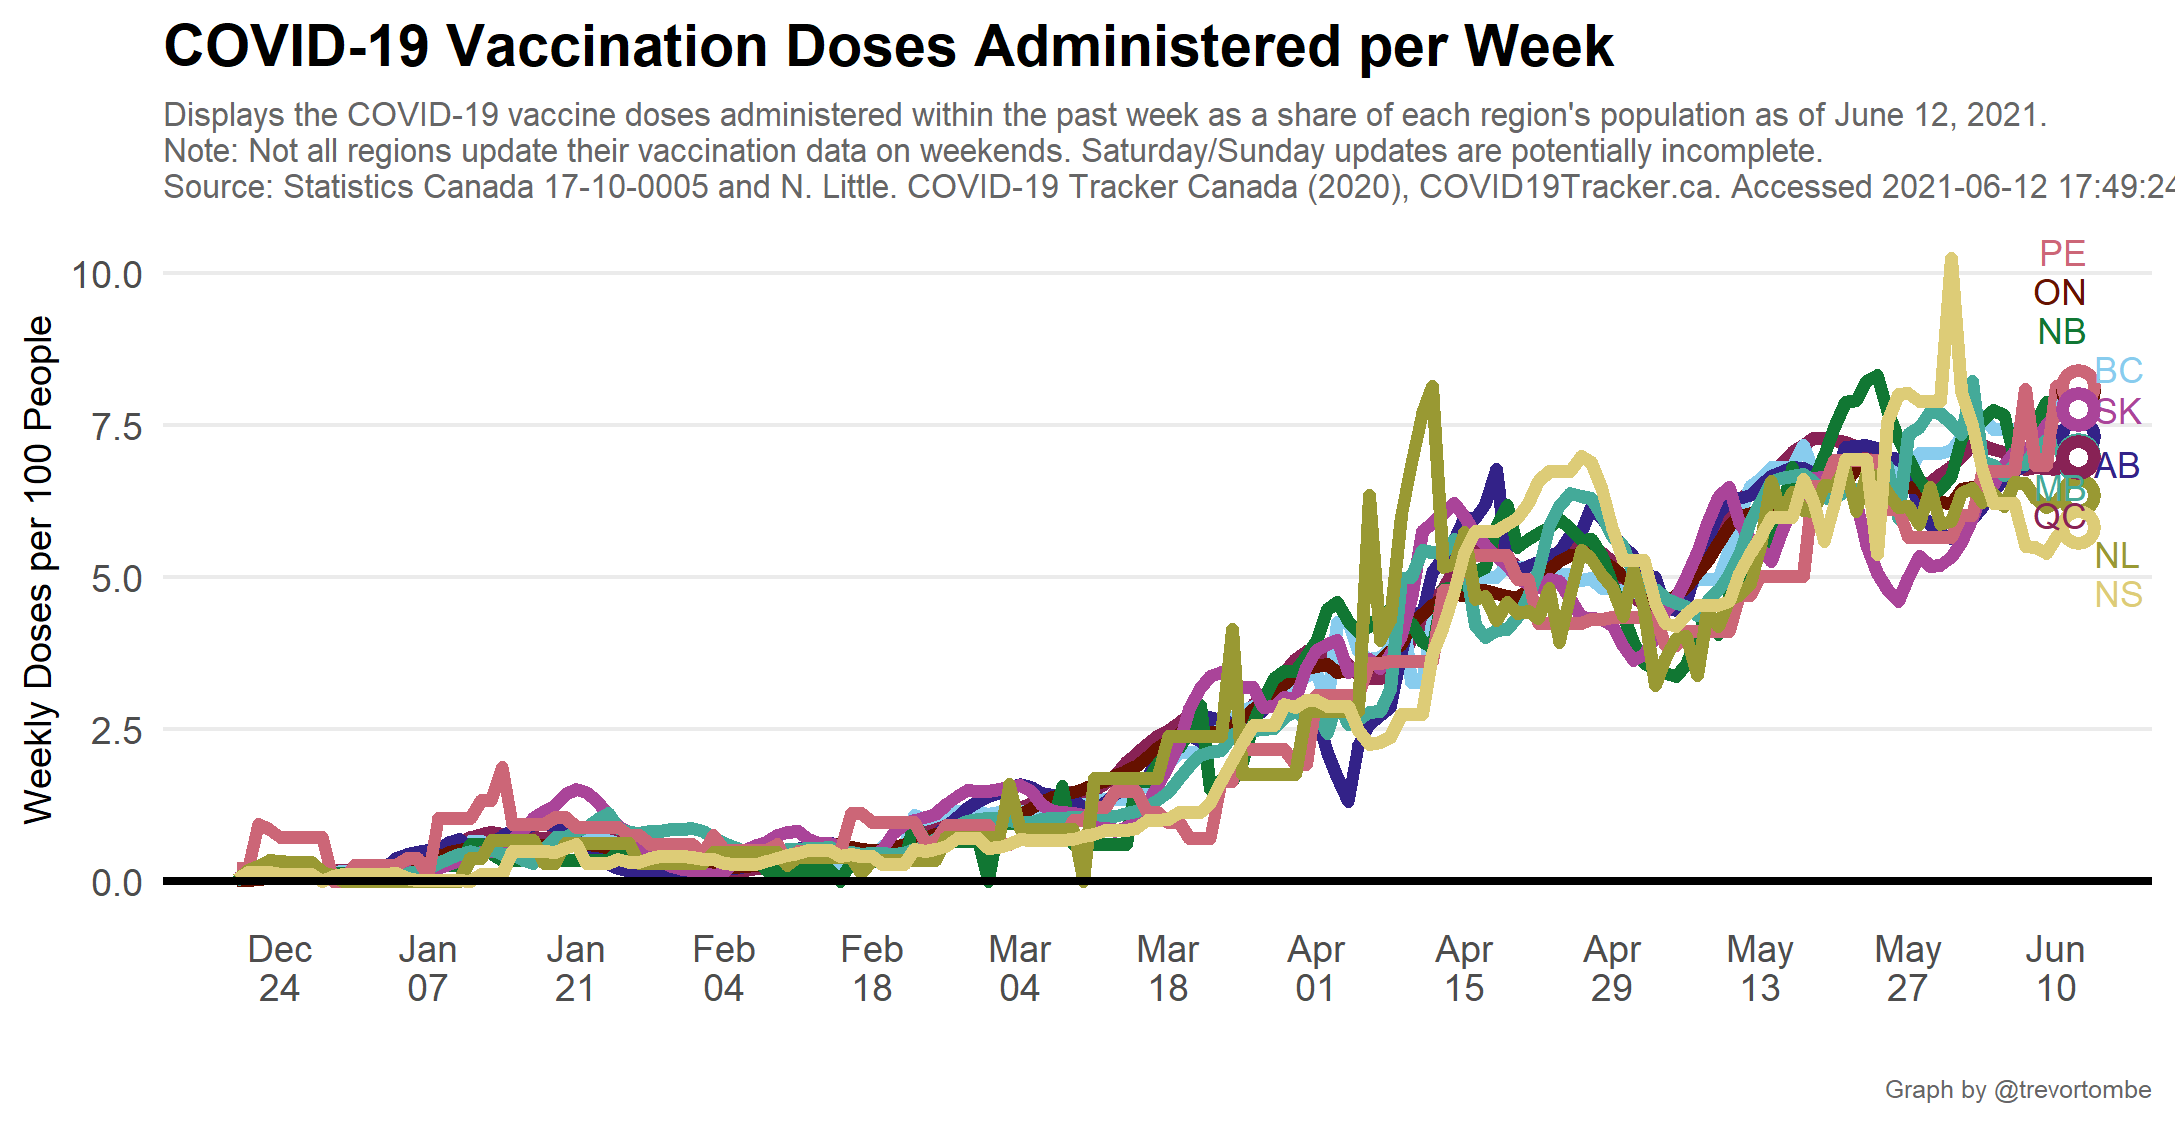 COVID-19 Vaccination Doses Administered per Week
Displays the COVID-19 vaccine doses administered within the past week as a share of each region's population as of June 12, 2021.
Note: Not all regions update their vaccination data on weekends. Saturday/Sunday updates are potentially incomplete.
Source: Statistics Canada 17-10-0005 and N. Little. COVID-19 Tracker Canada (2020), COVID19Tracker.ca. Accessed 2021-06-12 17:49:24
Weekly Doses per 100 People
10.0
7.5
5.0
2.5
0.0
PE
ON
NB
BC
SK
AB
MB
QC
NL
NS
Dec Jan Jan Feb Feb Mar Mar Apr Apr Apr May May Jun
24 07 21 04 18 04 18 01 15 29 13 27 10
Graph by @trevortombe